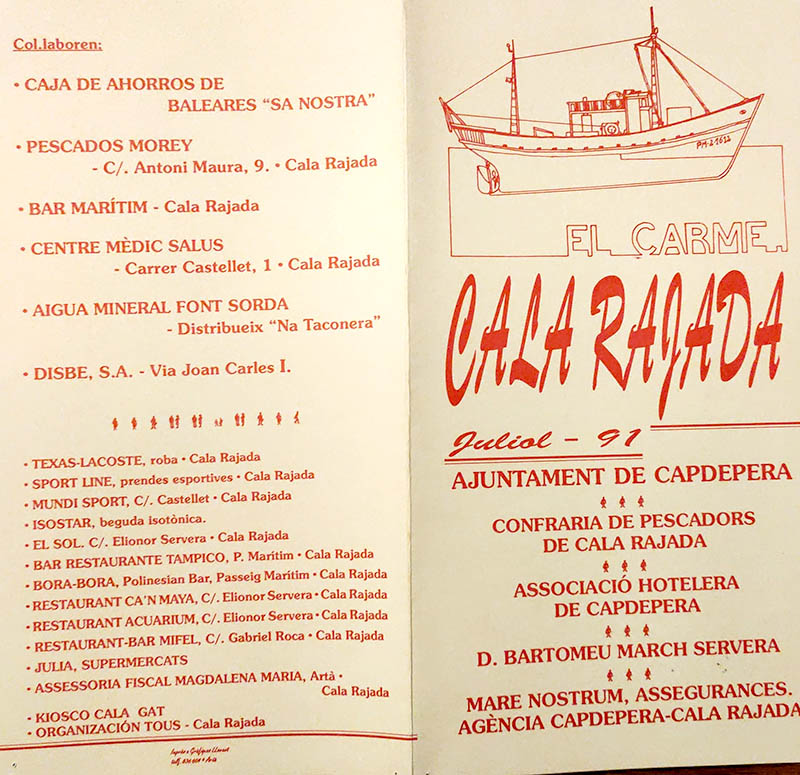 Col.laboren:
• CAJA DE AHORROS DE
BALEARES “SA NOSTRA”
• PESCADOS MOREY
- C/. Antoni Maura, 9. • Cala Rajada
• BAR MARÍTIM - Cala Rajada
• CENTRE MÈDIC SALUS
- Carrer Castellet, 1 • Cala Rajada
• AIGUA MINERAL FONT SORDA
- Distribueix “Na Taconera”
• DISBE, S.A. - Via Joan Carles I.
• TEXAS-LACOSTE, roba • Cala Rajada
• SPORT LINE, prendes esportives • Cala Rajada
• MUNDI SPORT, C/. Castellet • Cala Rajada
• ISOSTAR, beguda isotònica.
• EL SOL. C/. Elionor Servera • Cala Rajada
• BAR RESTAURANTE TAMPICO, P. Marítim • Cala Rajada
• BORA-BORA, Polinesian Bar, Passeig Marítim • Cala Rajada
• RESTAURANT CA'N MAYA, C/. Elionor Servera • Cala Rajada
• RESTAURANT ACUARIUM, C/. Elionor Servera • Cala Rajada
• RESTAURANT-BAR MIFEL, C/. Gabriel Roca • Cala Rajada
• JULIA, SUPERMERCATS
• ASSESSORIA FISCAL MAGDALENA MARIA, Artà •
Cala Rajada
• KIOSCO CALA GAT
• ORGANIZACIÓN TOUS - Cala Rajada
PM-2-1622
EL CARME
CALA RAJADA
Juliol - 91
AJUNTAMENT DE CAPDEPERA
CONFRARIA DE PESCADORS
DE CALA RAJADA
ASSOCIACIÓ HOTELERA
DE CAPDEPERA
D. BARTOMEU MARCH SERVERA
MARE NOSTRUM, ASSEGURANCES.
AGÈNCIA CAPDEPERA-CALA RAJADA